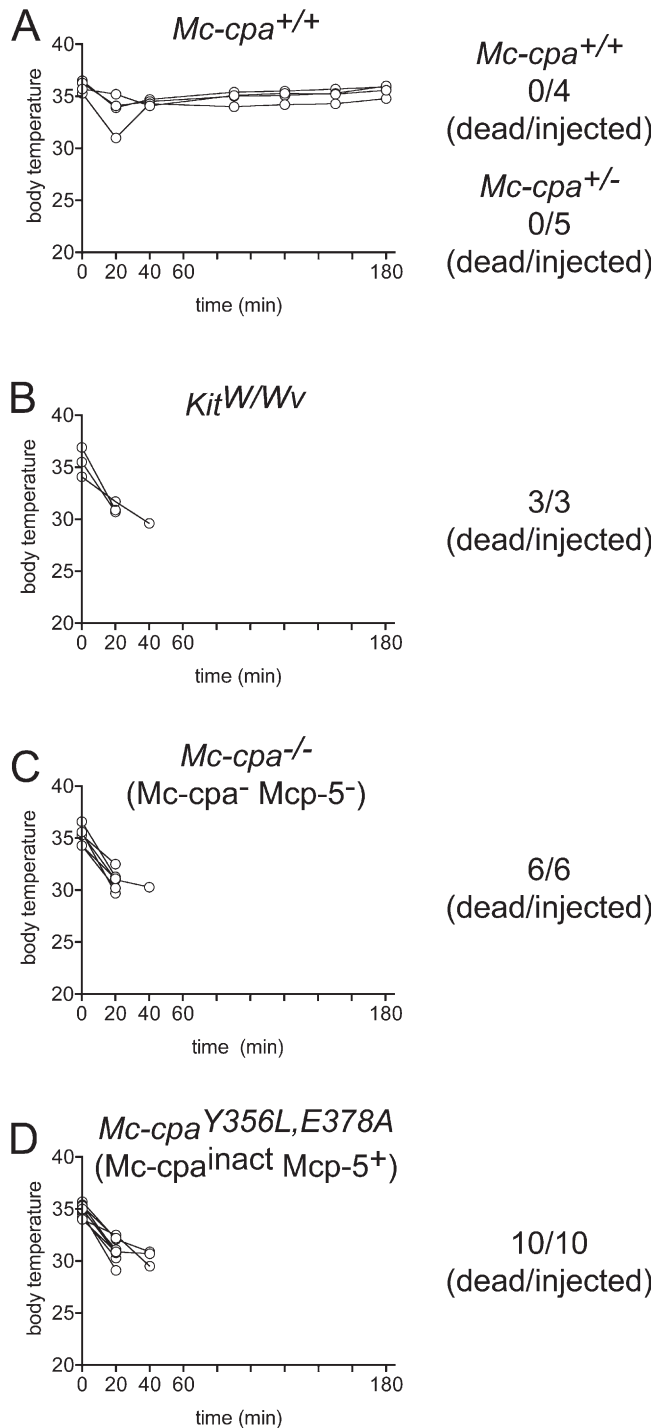 A
Mc-cpa+/+
40
35
30
25
20
body temperature
0 20 40 60 180
time (min)
Mc-cpa+/+
0/4
(dead/injected)
Mc-cpa+/-
0/5
(dead/injected)
B
KitW/Wv
40
35
30
25
20
body temperature
0 20 40 60 180
time (min)
3/3
(dead/injected)
C
Mc-cpa-/-
(Mc-cpa- Mcp-5-)
40
35
30
25
20
body temperature
0 20 40 60 180
time (min)
6/6
(dead/injected)
D
Mc-cpaY356L,E378A
(Mc-cpainact Mcp-5+)
40
35
30
25
20
body temperature
0 20 40 60 180
time (min)
10/10
(dead/injected)